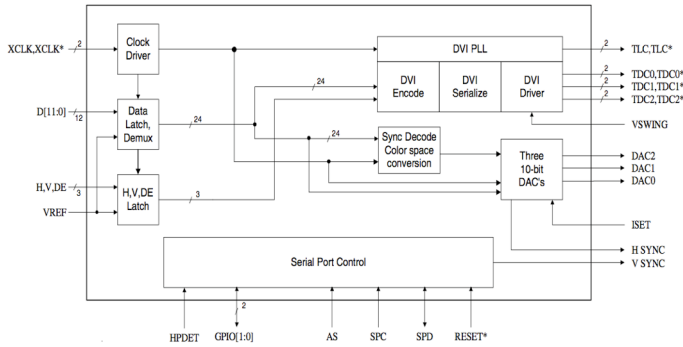 XCLK,XCLK*
2
Clock
Driver
DVI PLL
2
TLC,TLC*
DVI
Encode
DVI
Serialize
DVI
Driver
2
TDC0,TDC0*
2
TDC1,TDC1*
2
TDC2,TDC2*
24
D[11:0]
12
Data
Latch,
Demux
24
VSWING
24
Sync Decode
Color space
conversion
Three
10-bit
DAC's
DAC2
DAC1
DAC0
H,V,DE
3
H,V,DE
Latch
3
VREF
ISET
H SYNC
V SYNC
Serial Port Control
2
HPDET
GPIO[1:0]
AS
SPC
SPD
RESET*